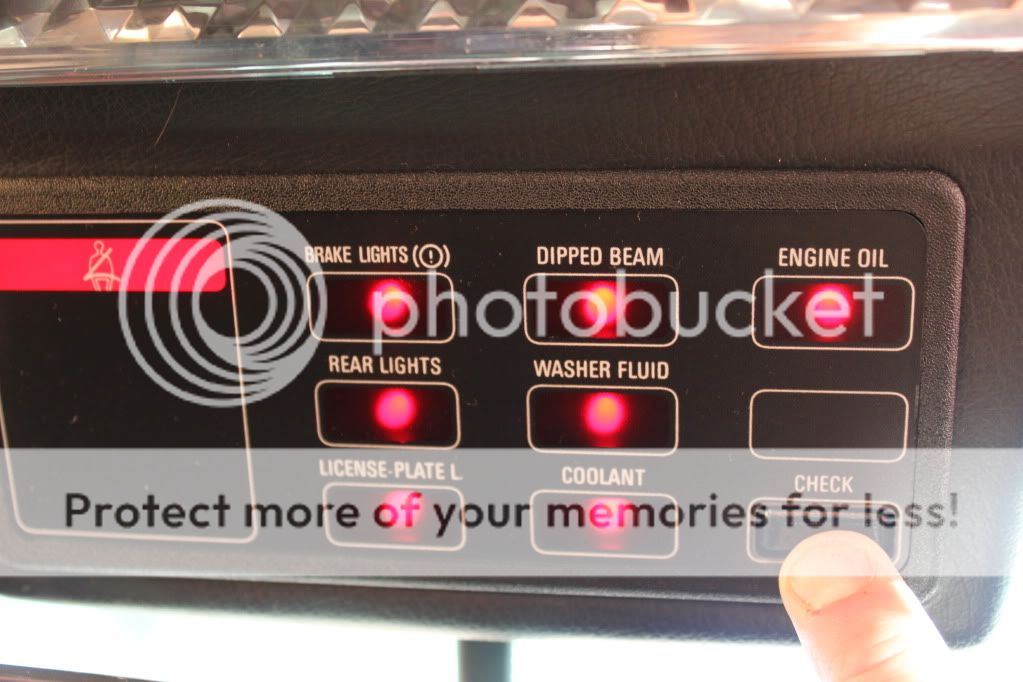 BRAKE LIGHTS (!)
DIPPED BEAM
ENGINE OIL
photobucket
REAR LIGHTS
WASHER FLUID
LICENSE-PLATE L
COOLANT
CHECK
Protect more of your memories for less!